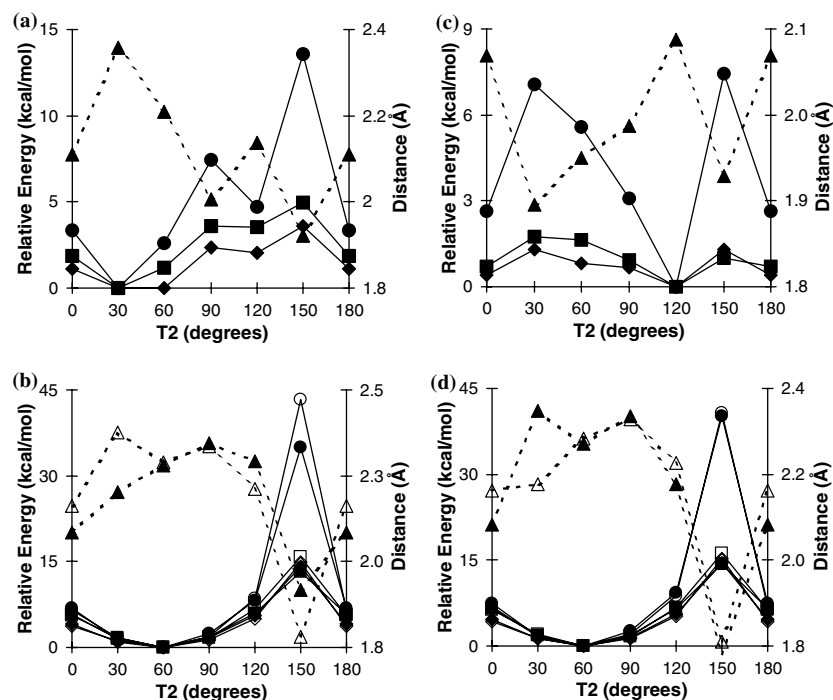 (a)
15
10
5
0
Relative Energy (kcal/mol)
2.4
2.2
2
1.8
Distance (Å)
0 30 60 90 120 150 180
T2 (degrees)
(c)
9
6
3
0
Relative Energy (kcal/mol)
2.1
2.0
1.9
1.8
Distance (Å)
0 30 60 90 120 150 180
T2 (degrees)
(b)
45
30
15
0
Relative Energy (kcal/mol)
2.5
2.3
2.0
1.8
Distance (Å)
0 30 60 90 120 150 180
T2 (degrees)
(d)
45
30
15
0
Relative Energy (kcal/mol)
2.4
2.2
2.0
1.8
Distance (Å)
0 30 60 90 120 150 180
T2 (degrees)